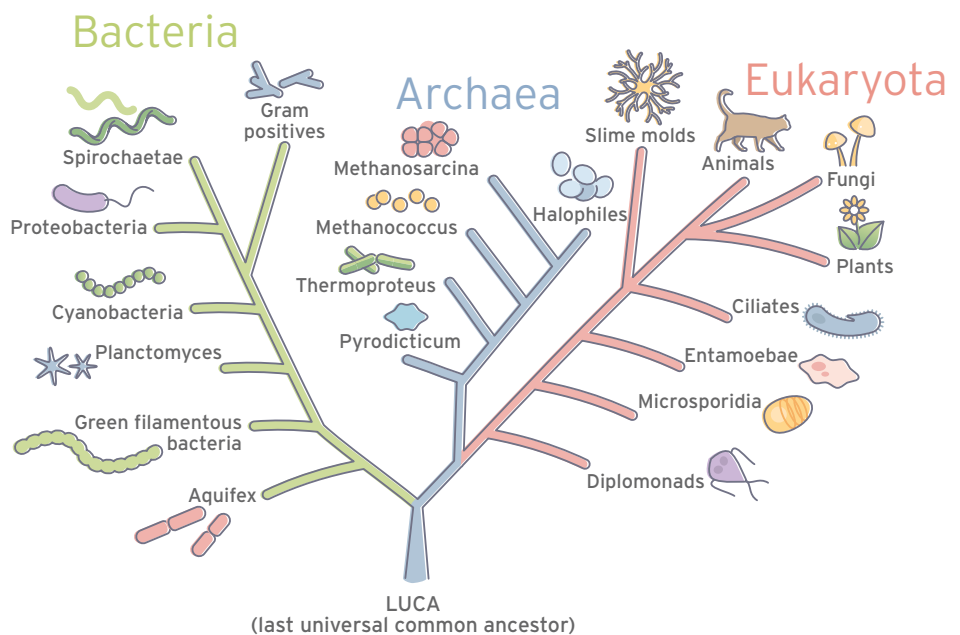 Bacteria
Archaea
Eukaryota
Gram
positives
Spirochaetae
Proteobacteria
Cyanobacteria
Planctomyces
Green filamentous
bacteria
Aquifex
Methanosarcina
Methanococcus
Thermoproteus
Pyrodicticum
Halophiles
Slime molds
Animals
Fungi
Plants
Ciliates
Entamoebae
Microsporidia
Diplomonads
LUCA
(last universal common ancestor)